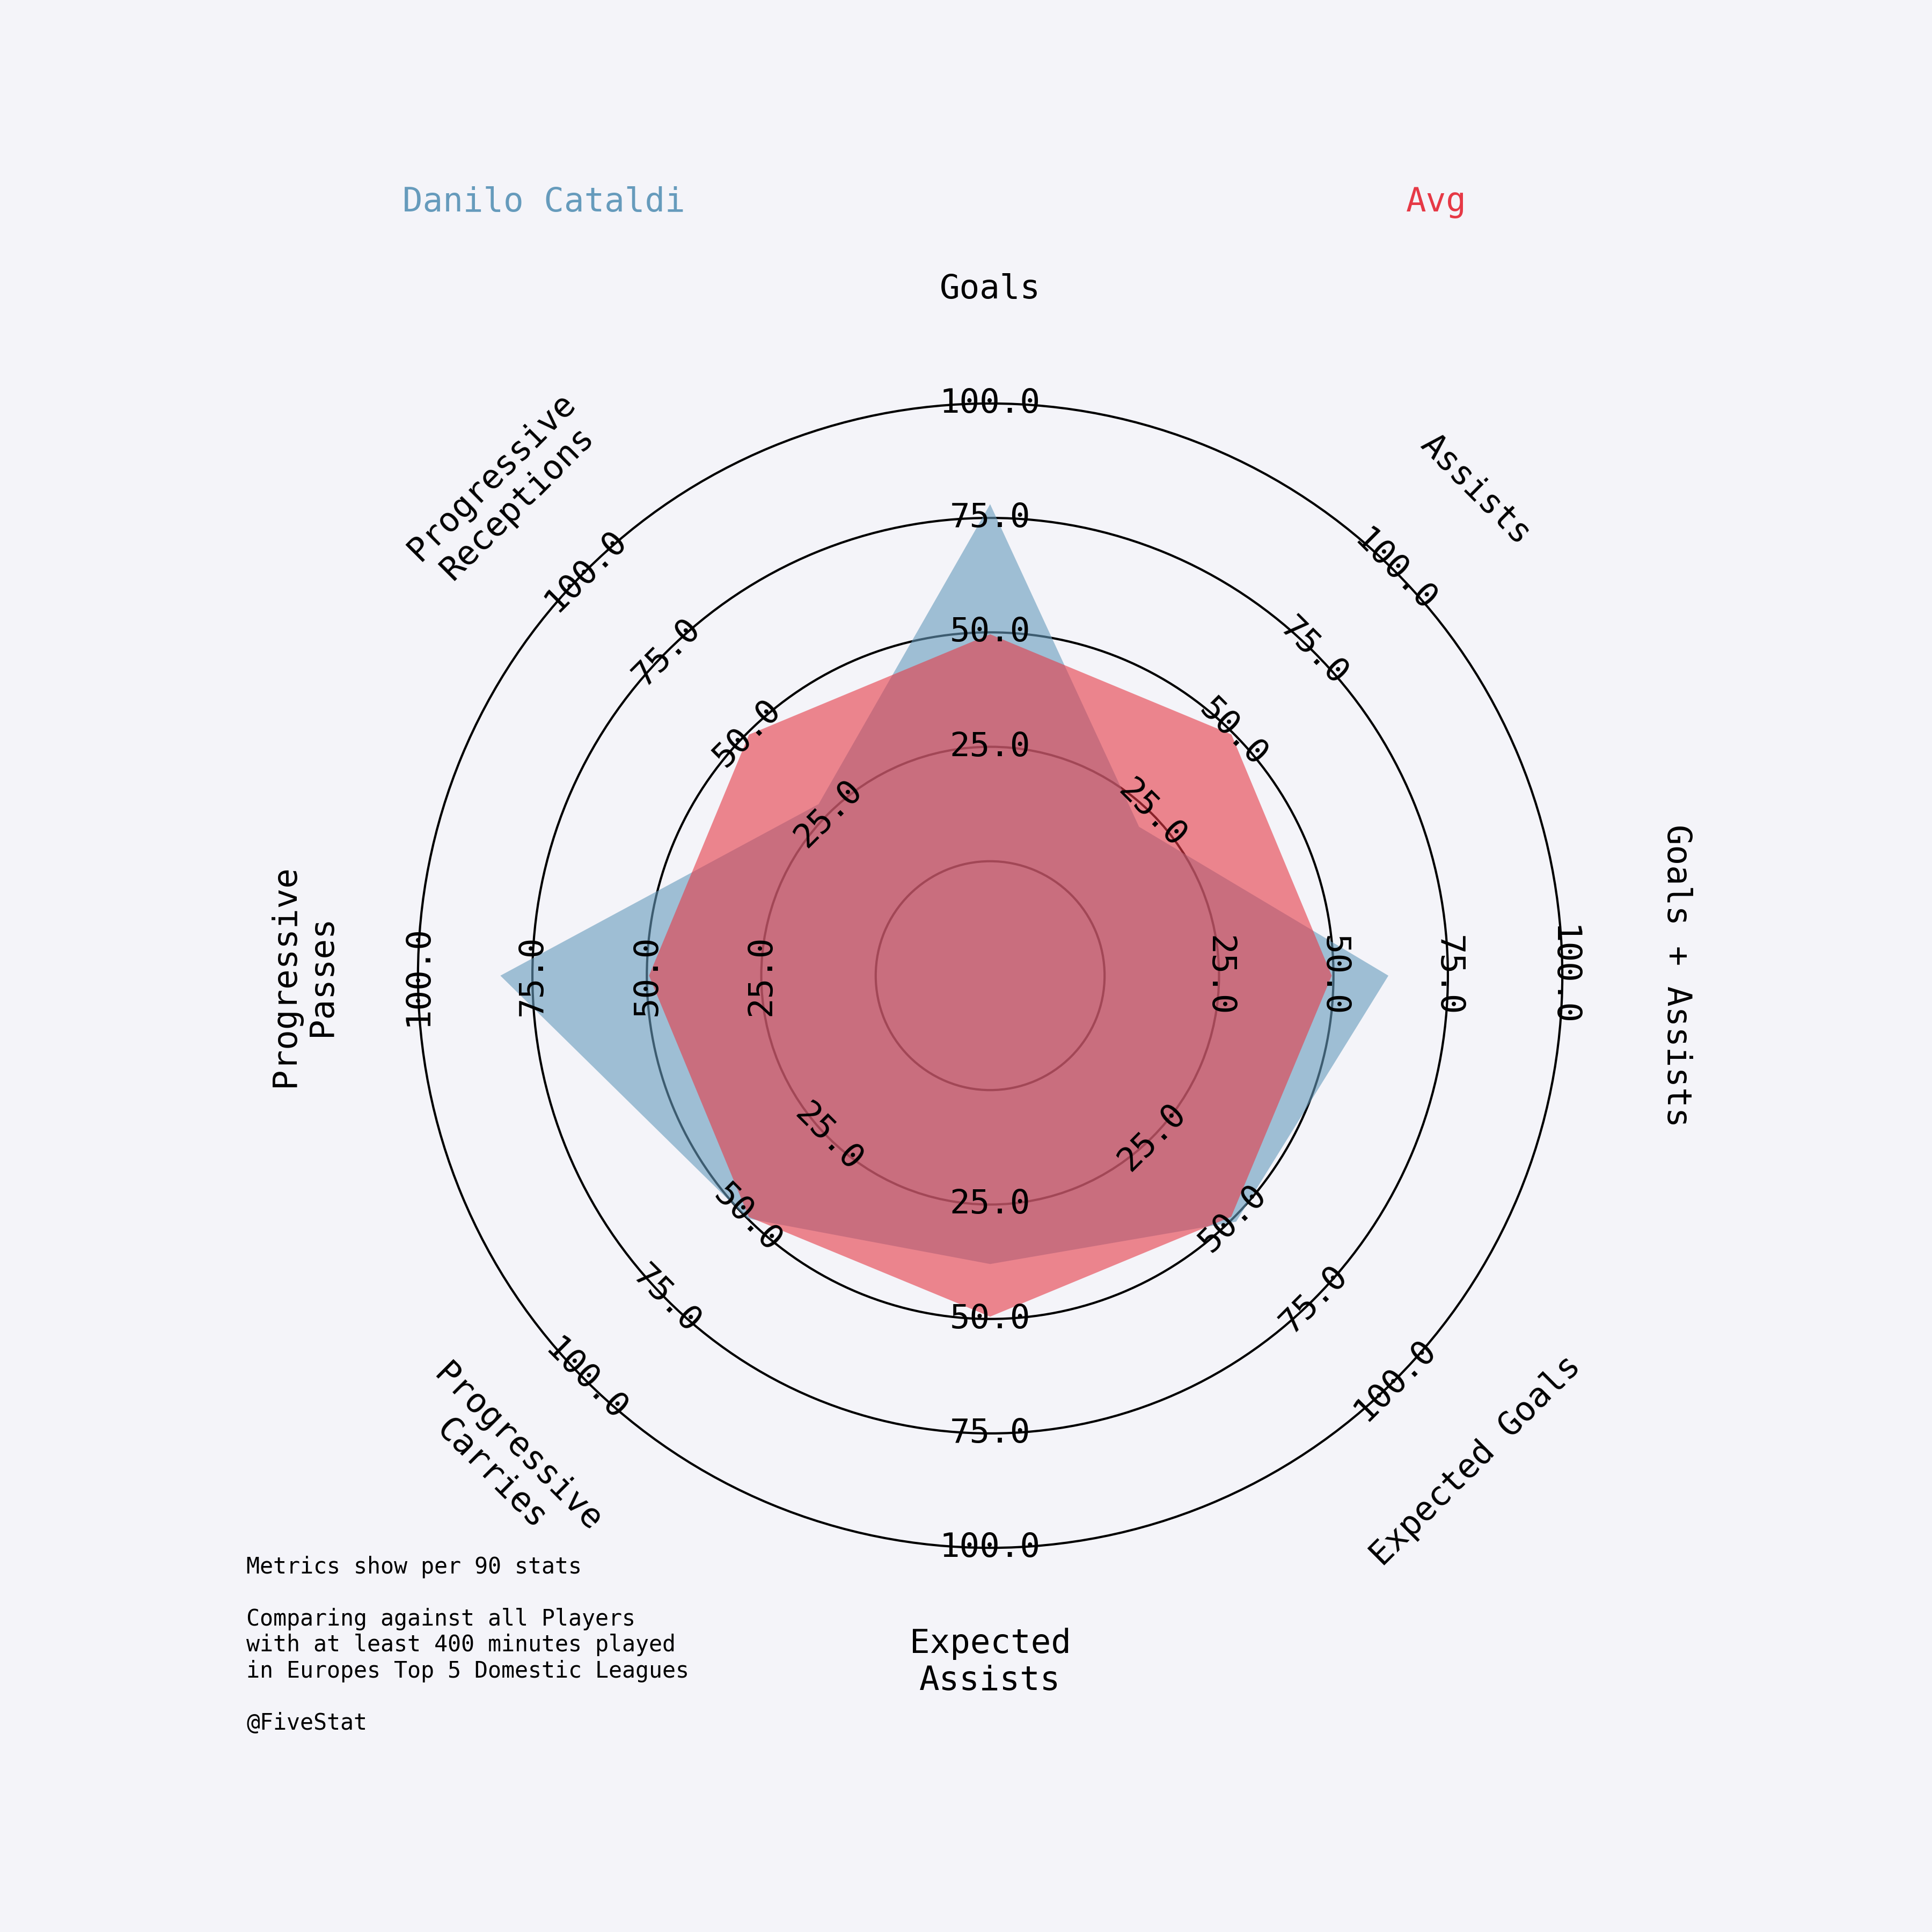 Danilo Cataldi
Avg
Goals
Assists
Goals + Assists
Expected Goals
Expected
Assists
Progressive
Carries
Progressive
Passes
Progressive
Receptions
25.0
50.0
75.0
100.0
25.0
50.0
75.0
100.0
25.0
50.0
75.0
100.0
25.0
50.0
75.0
100.0
25.0
50.0
75.0
100.0
25.0
50.0
75.0
100.0
25.0
50.0
75.0
100.0
25.0
50.0
75.0
100.0
Metrics show per 90 stats
Comparing against all Players
with at least 400 minutes played
in Europes Top 5 Domestic Leagues
@FiveStat